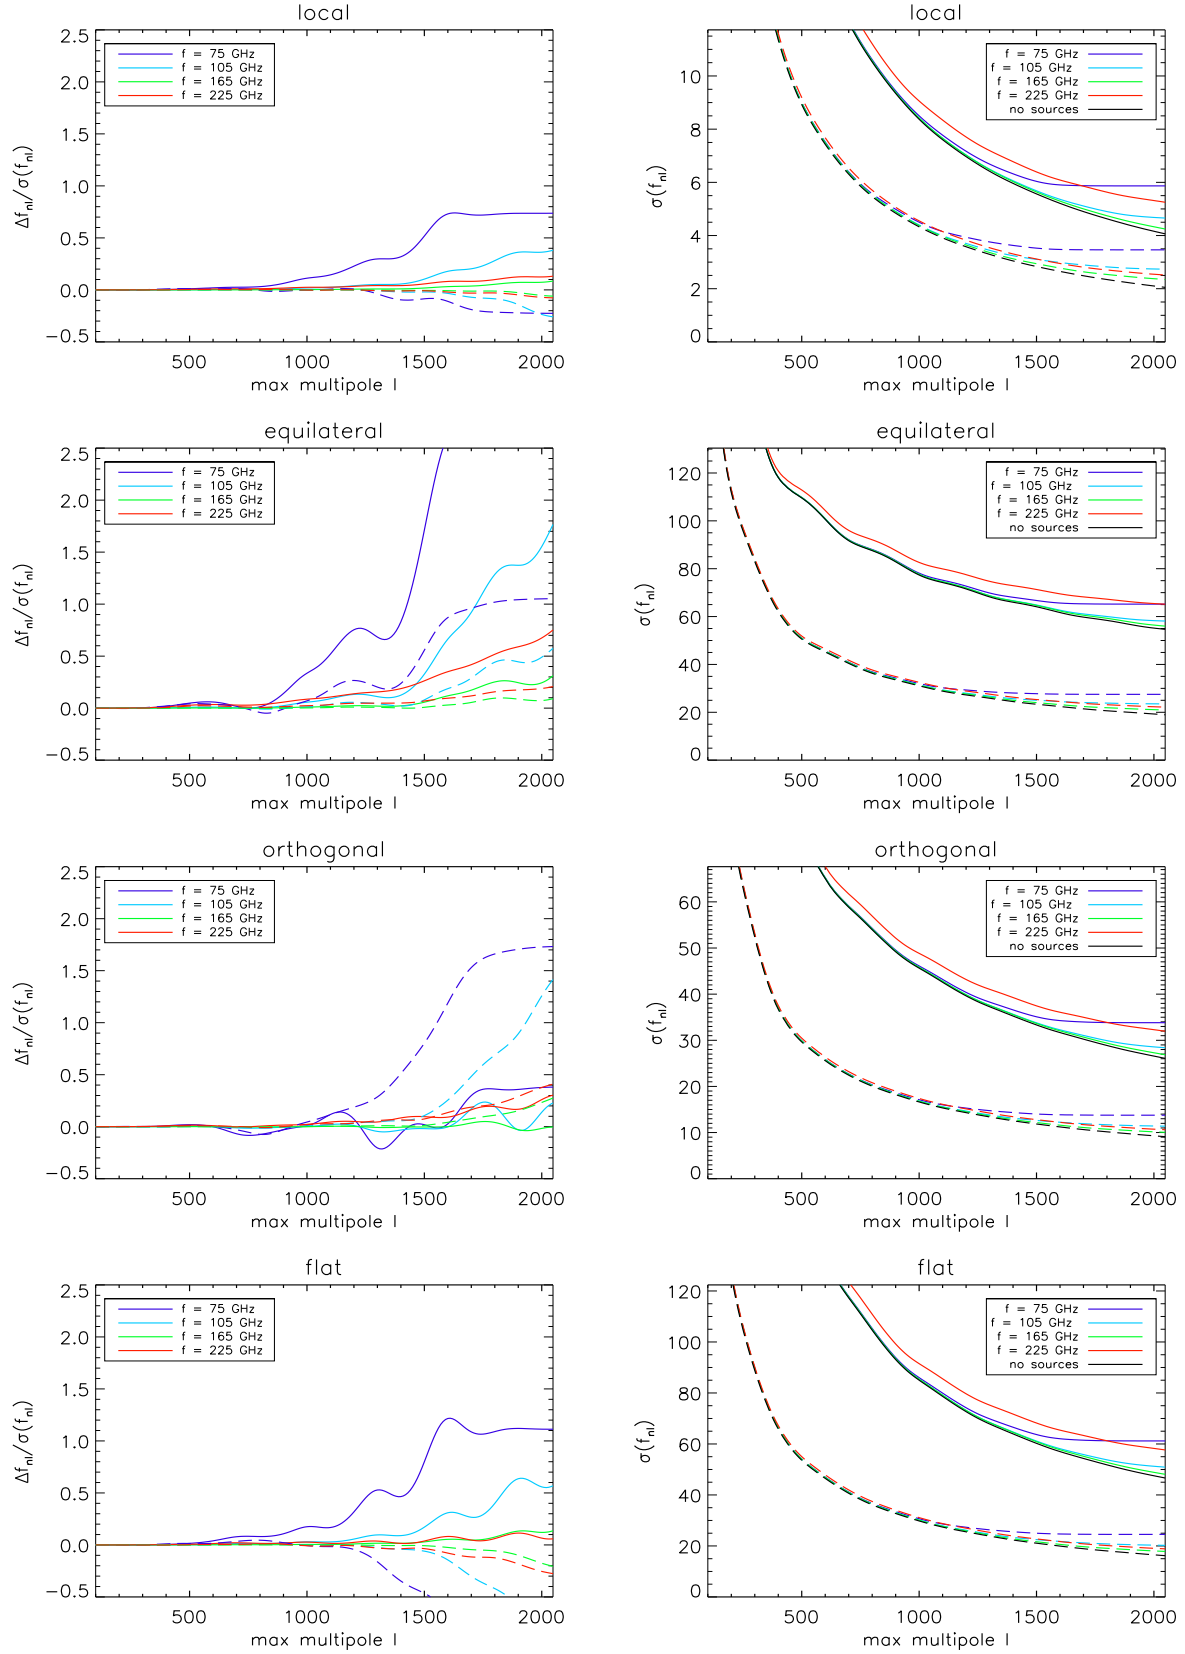 local
2.5
2.0
1.5
1.0
0.5
0.0
−0.5
Δf_nl/σ(f_nl)
f = 75 GHz
f = 105 GHz
f = 165 GHz
f = 225 GHz
500 1000 1500 2000
max multipole l
local
10
8
6
4
2
0
σ(f_nl)
f = 75 GHz
f = 105 GHz
f = 165 GHz
f = 225 GHz
no sources
500 1000 1500 2000
max multipole l
equilateral
2.5
2.0
1.5
1.0
0.5
0.0
−0.5
Δf_nl/σ(f_nl)
f = 75 GHz
f = 105 GHz
f = 165 GHz
f = 225 GHz
500 1000 1500 2000
max multipole l
equilateral
120
100
80
60
40
20
0
σ(f_nl)
f = 75 GHz
f = 105 GHz
f = 165 GHz
f = 225 GHz
no sources
500 1000 1500 2000
max multipole l
orthogonal
2.5
2.0
1.5
1.0
0.5
0.0
−0.5
Δf_nl/σ(f_nl)
f = 75 GHz
f = 105 GHz
f = 165 GHz
f = 225 GHz
500 1000 1500 2000
max multipole l
orthogonal
60
50
40
30
20
10
0
σ(f_nl)
f = 75 GHz
f = 105 GHz
f = 165 GHz
f = 225 GHz
no sources
500 1000 1500 2000
max multipole l
flat
2.5
2.0
1.5
1.0
0.5
0.0
−0.5
Δf_nl/σ(f_nl)
f = 75 GHz
f = 105 GHz
f = 165 GHz
f = 225 GHz
500 1000 1500 2000
max multipole l
flat
120
100
80
60
40
20
0
σ(f_nl)
f = 75 GHz
f = 105 GHz
f = 165 GHz
f = 225 GHz
no sources
500 1000 1500 2000
max multipole l